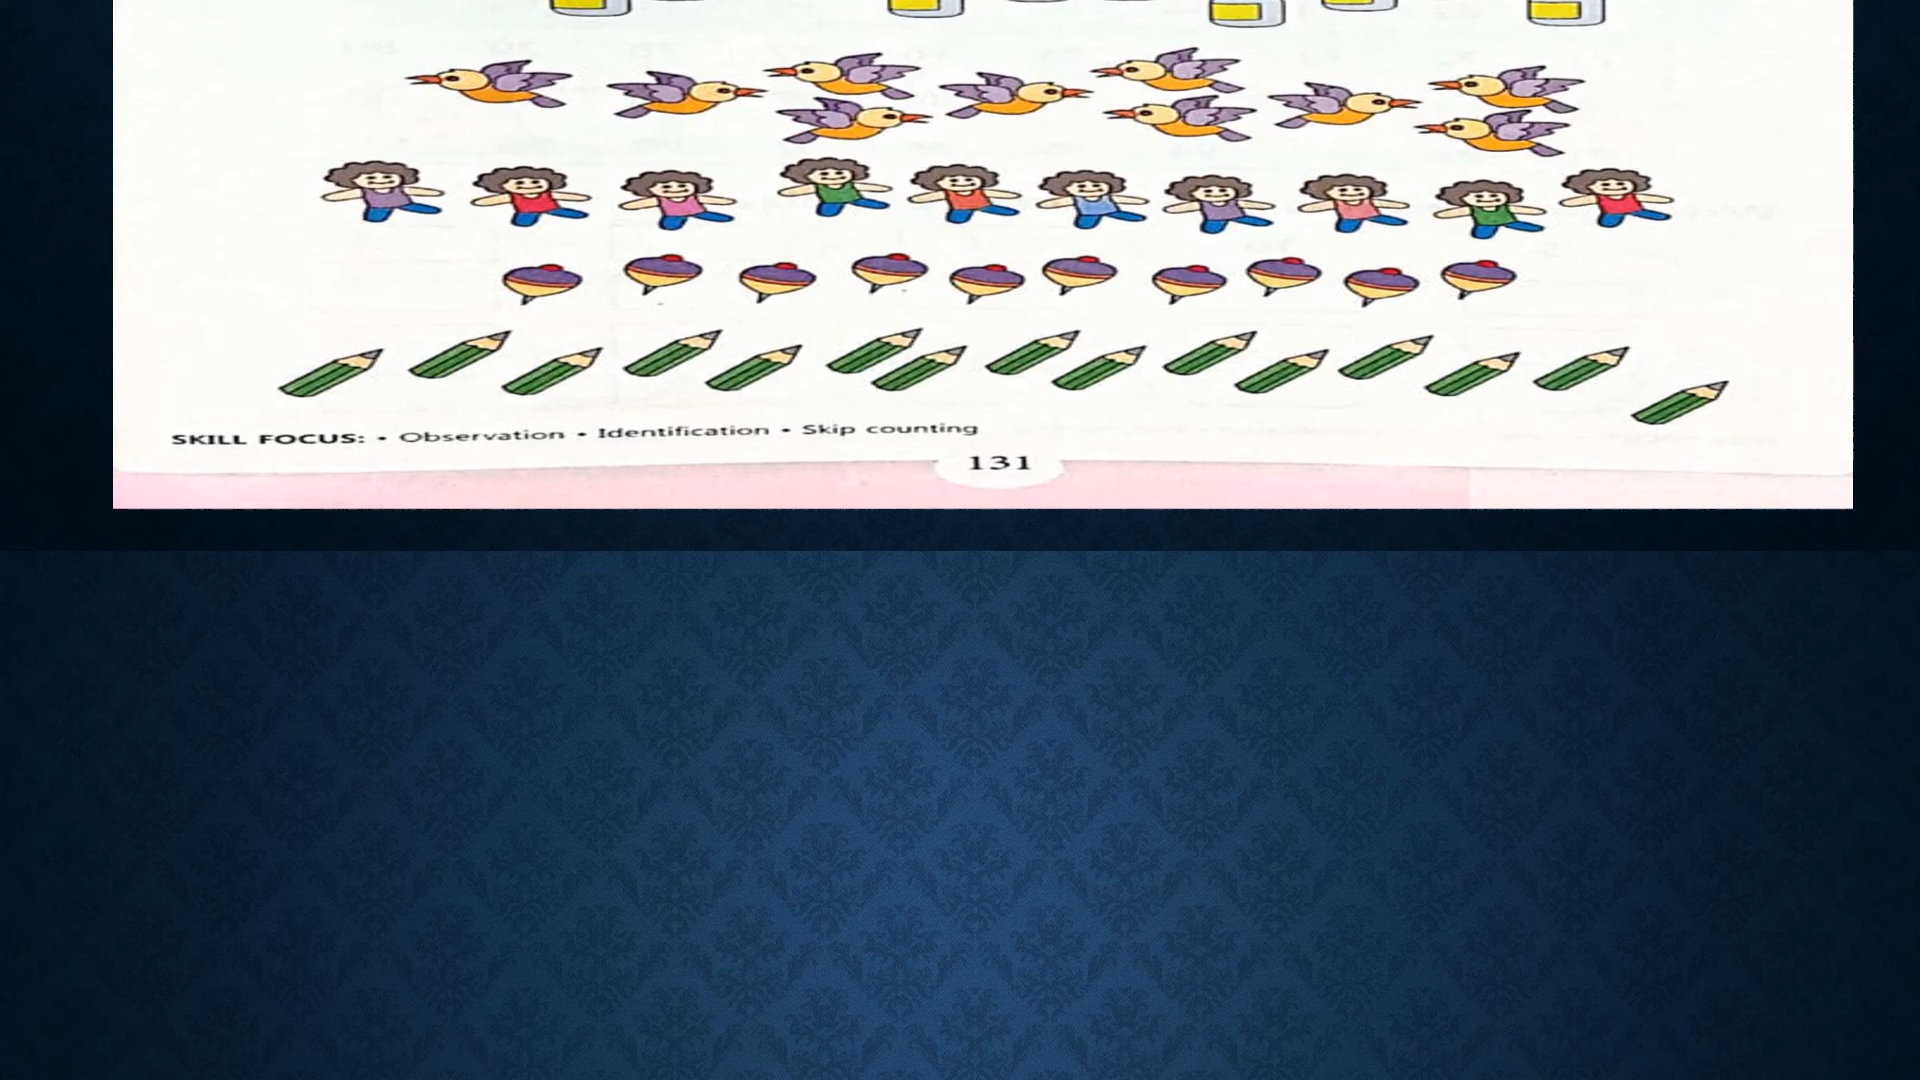 SKILL FOCUS: • Observation • Identification • Skip counting
131